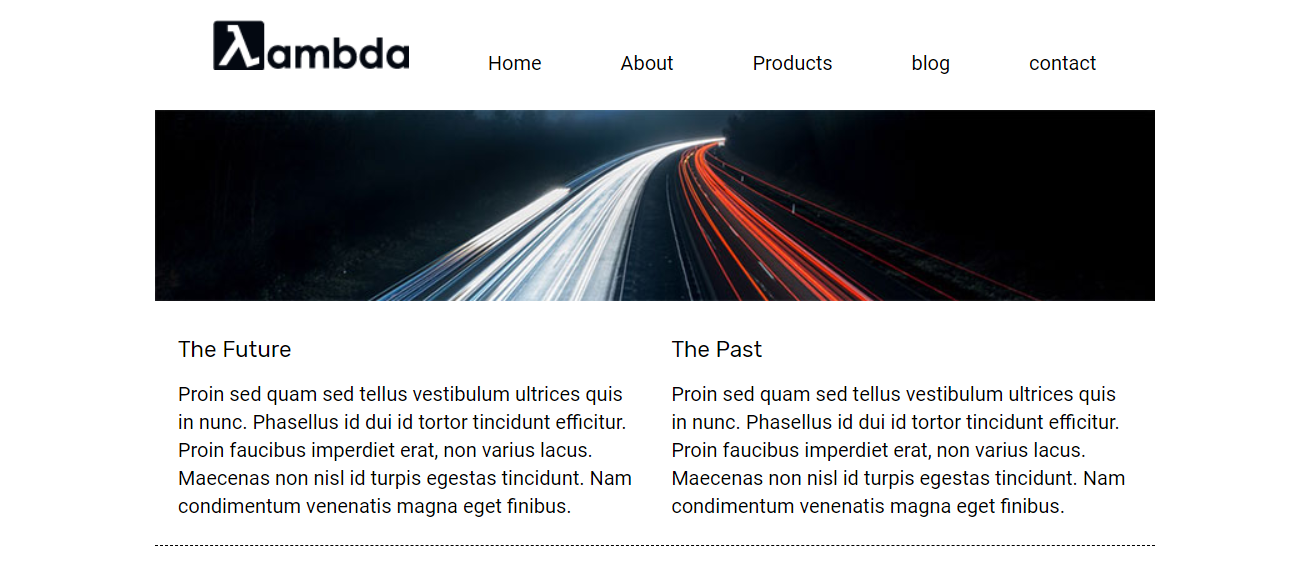 λambda
Home About Products blog contact
The Future
Proin sed quam sed tellus vestibulum ultrices quis
in nunc. Phasellus id dui id tortor tincidunt efficitur.
Proin faucibus imperdiet erat, non varius lacus.
Maecenas non nisl id turpis egestas tincidunt. Nam
condimentum venenatis magna eget finibus.
The Past
Proin sed quam sed tellus vestibulum ultrices quis
in nunc. Phasellus id dui id tortor tincidunt efficitur.
Proin faucibus imperdiet erat, non varius lacus.
Maecenas non nisl id turpis egestas tincidunt. Nam
condimentum venenatis magna eget finibus.